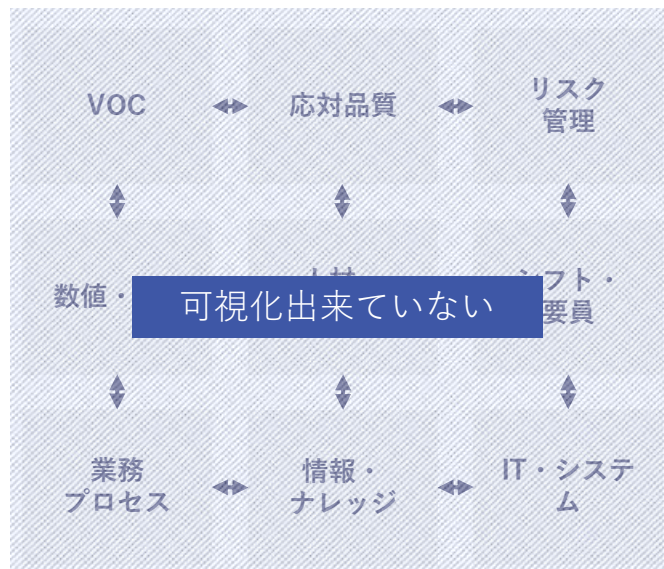 VOC
応対品質
リスク
管理
数値・
可視化出来ていない
フト・
要員
業務
プロセス
情報・
ナレッジ
IT・システ
ム